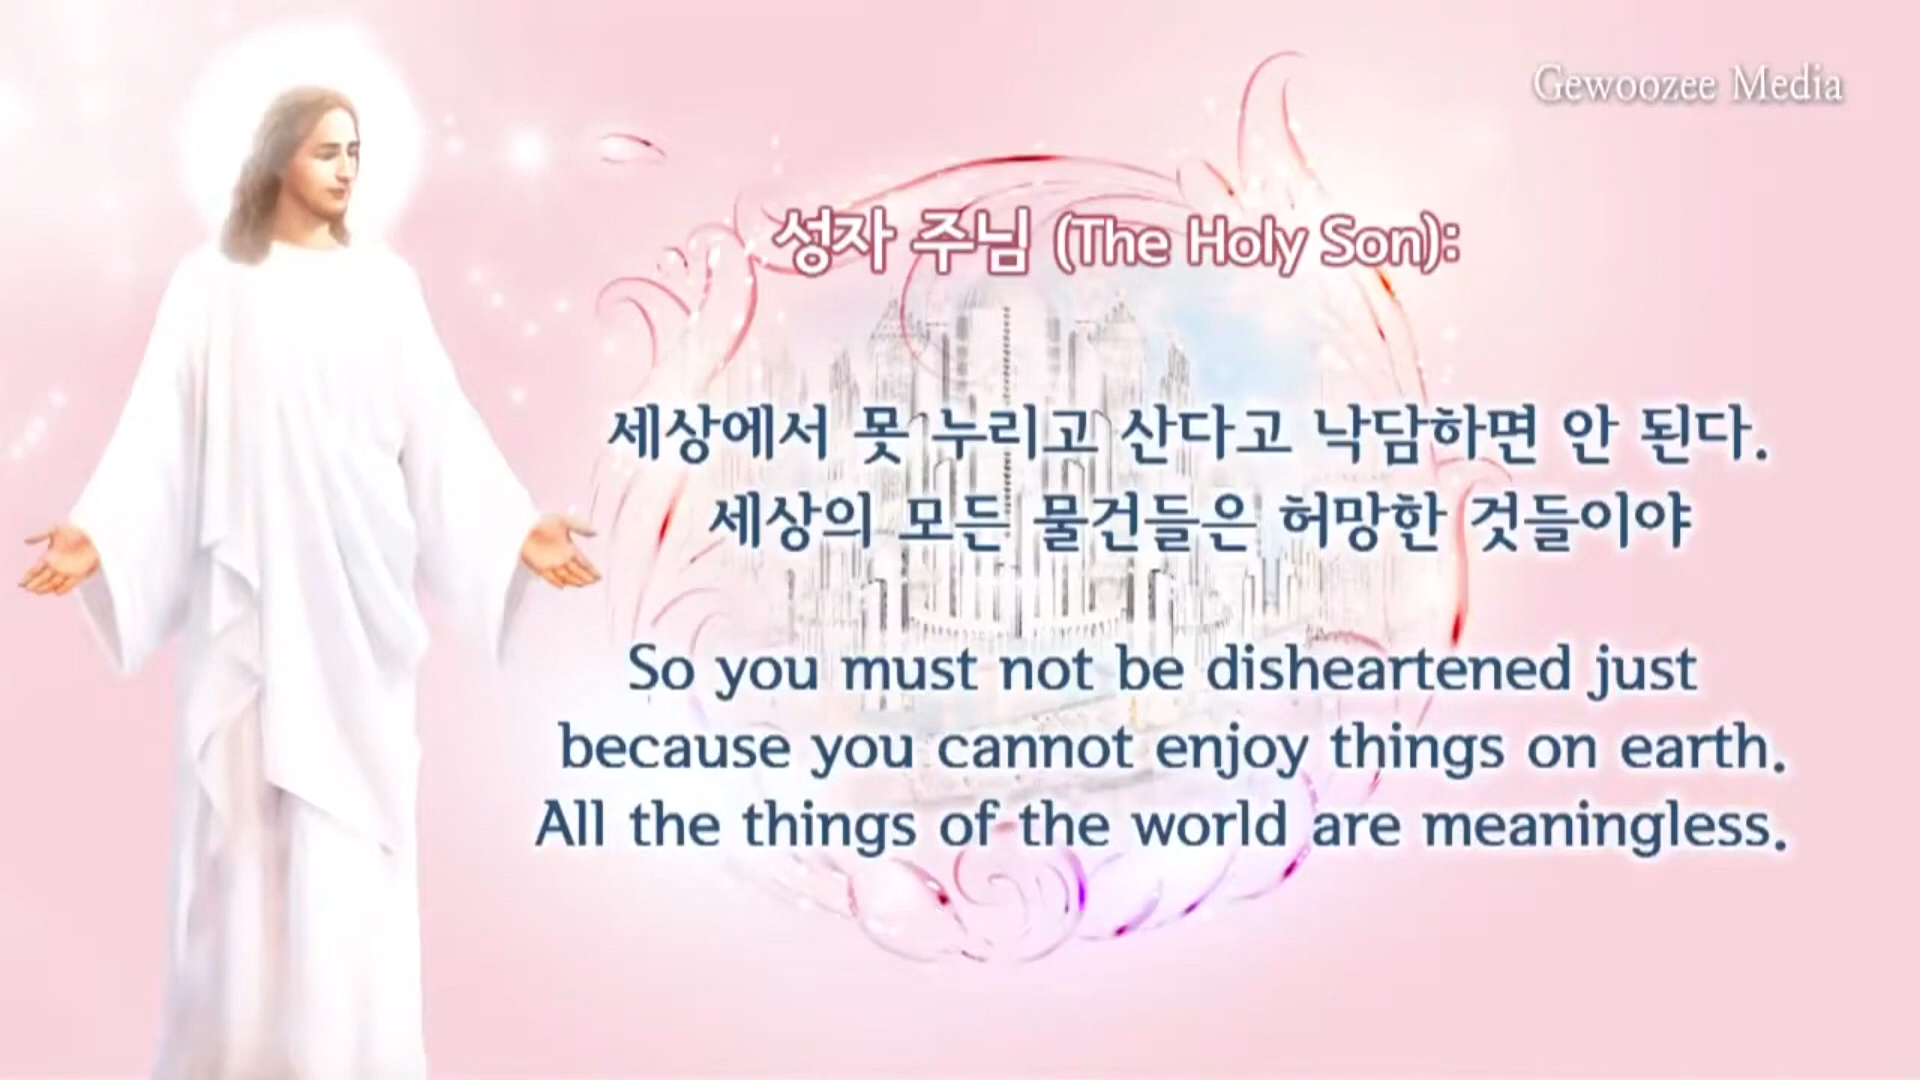 Gewoozee Media
성자 주님 (The Holy Son):
세상에서 못 누리고 산다고 낙담하면 안 된다.
세상의 모든 물건들은 허망한 것들이야
So you must not be disheartened just
because you cannot enjoy things on earth.
All the things of the world are meaningless.